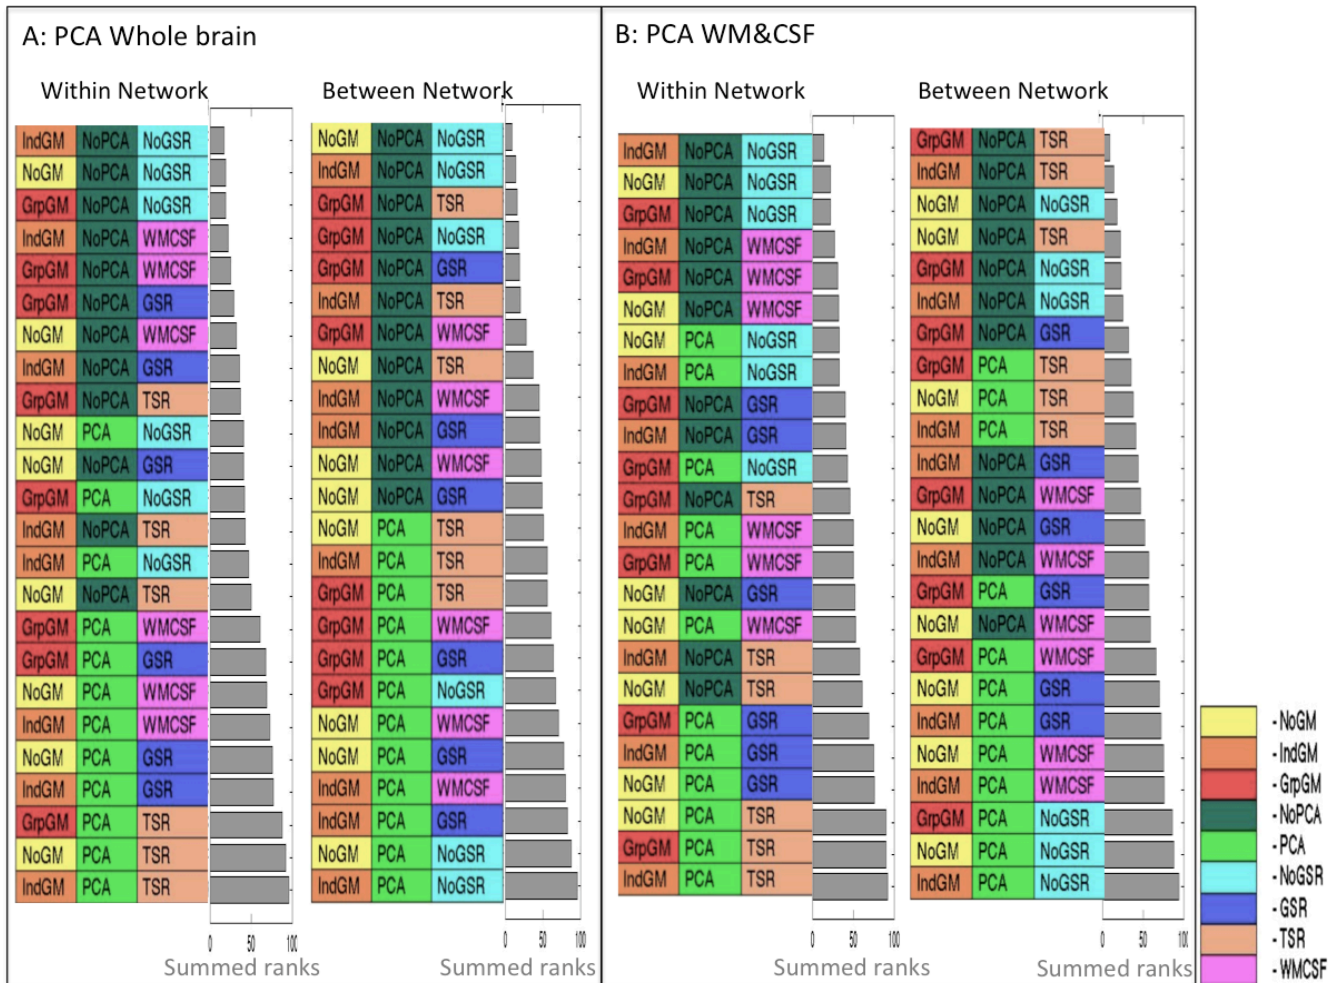 A: PCA Whole brain
Within Network
IndGM NoPCA NoGSR
NoGM NoPCA NoGSR
GrpGM NoPCA NoGSR
IndGM NoPCA WMCSF
GrpGM NoPCA WMCSF
GrpGM NoPCA GSR
NoGM NoPCA WMCSF
IndGM NoPCA GSR
GrpGM NoPCA TSR
NoGM PCA NoGSR
NoGM NoPCA GSR
GrpGM PCA NoGSR
IndGM NoPCA TSR
IndGM PCA NoGSR
NoGM NoPCA TSR
GrpGM PCA WMCSF
GrpGM PCA GSR
NoGM PCA WMCSF
IndGM PCA WMCSF
NoGM PCA GSR
IndGM PCA GSR
GrpGM PCA TSR
NoGM PCA TSR
IndGM PCA TSR
0 50 100
Summed ranks
Between Network
NoGM NoPCA NoGSR
IndGM NoPCA NoGSR
GrpGM NoPCA TSR
GrpGM NoPCA NoGSR
GrpGM NoPCA GSR
IndGM NoPCA TSR
GrpGM NoPCA WMCSF
NoGM NoPCA TSR
IndGM NoPCA WMCSF
IndGM NoPCA GSR
NoGM NoPCA WMCSF
NoGM NoPCA GSR
NoGM PCA TSR
IndGM PCA TSR
GrpGM PCA TSR
GrpGM PCA WMCSF
GrpGM PCA GSR
GrpGM PCA NoGSR
NoGM PCA WMCSF
NoGM PCA GSR
IndGM PCA WMCSF
IndGM PCA GSR
NoGM PCA NoGSR
IndGM PCA NoGSR
0 50 100
Summed ranks
B: PCA WM&CSF
Within Network
IndGM NoPCA NoGSR
NoGM NoPCA NoGSR
GrpGM NoPCA NoGSR
IndGM NoPCA WMCSF
GrpGM NoPCA WMCSF
NoGM NoPCA WMCSF
NoGM PCA NoGSR
IndGM PCA NoGSR
GrpGM NoPCA GSR
IndGM NoPCA GSR
GrpGM PCA NoGSR
GrpGM NoPCA TSR
IndGM PCA WMCSF
GrpGM PCA WMCSF
NoGM NoPCA GSR
NoGM PCA WMCSF
IndGM NoPCA TSR
NoGM NoPCA TSR
GrpGM PCA GSR
IndGM PCA GSR
NoGM PCA GSR
NoGM PCA TSR
GrpGM PCA TSR
IndGM PCA TSR
0 50 100
Summed ranks
Between Network
GrpGM NoPCA TSR
IndGM NoPCA TSR
NoGM NoPCA NoGSR
NoGM NoPCA TSR
GrpGM NoPCA NoGSR
IndGM NoPCA NoGSR
GrpGM NoPCA GSR
GrpGM PCA TSR
NoGM PCA TSR
IndGM PCA TSR
IndGM NoPCA GSR
GrpGM NoPCA WMCSF
NoGM NoPCA GSR
IndGM NoPCA WMCSF
GrpGM PCA GSR
NoGM NoPCA WMCSF
GrpGM PCA WMCSF
NoGM PCA GSR
IndGM PCA GSR
NoGM PCA WMCSF
IndGM PCA WMCSF
GrpGM PCA NoGSR
NoGM PCA NoGSR
IndGM PCA NoGSR
0 50 100
Summed ranks
- NoGM
- IndGM
- GrpGM
- NoPCA
- PCA
- NoGSR
- GSR
- TSR
- WMCSF